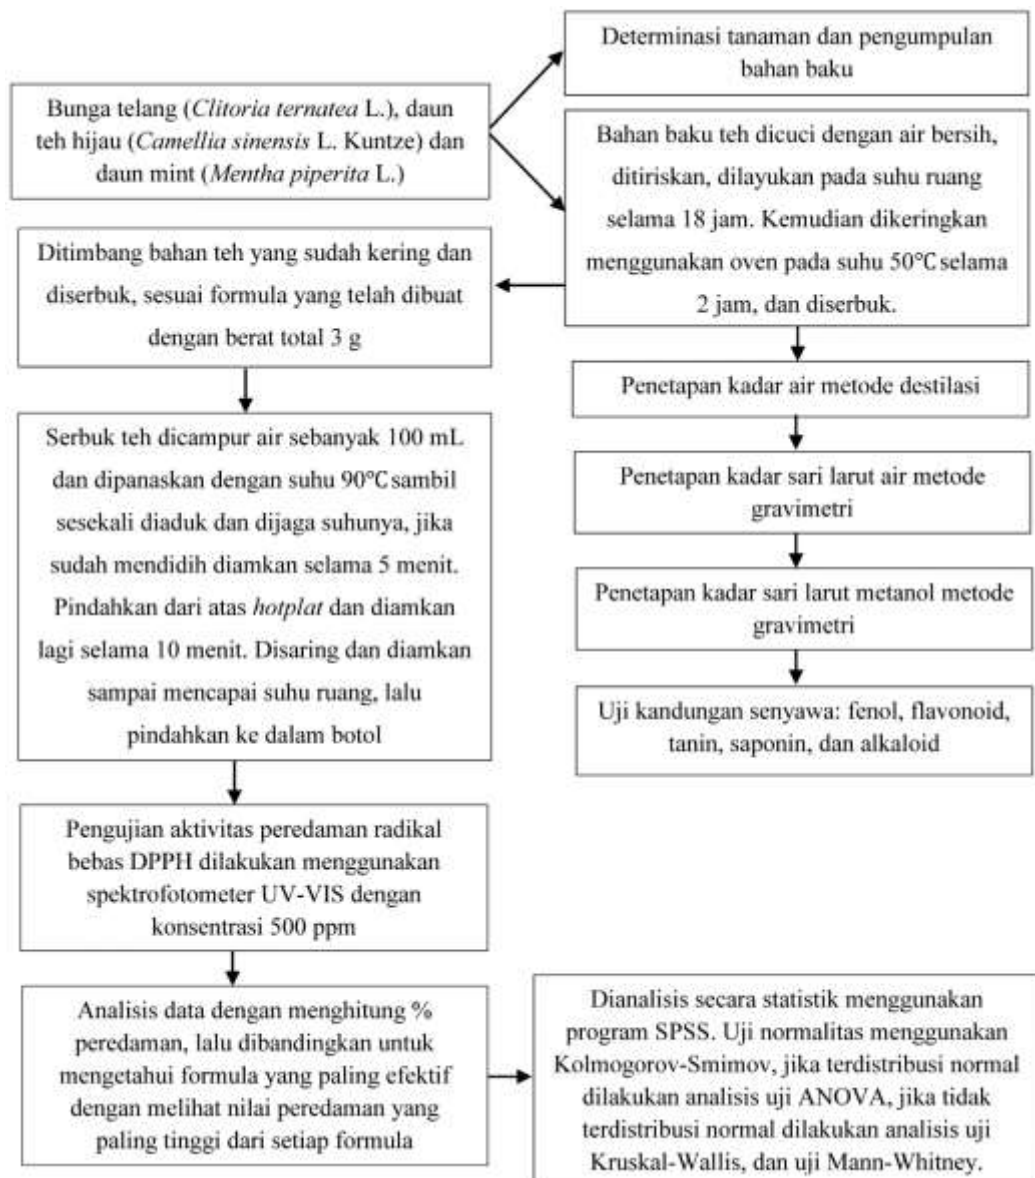 Bunga telang (Clitoria ternatea L.), daun
teh hijau (Camellia sinensis L. Kuntze) dan
daun mint (Mentha piperita L.)
Determinasi tanaman dan pengumpulan
bahan baku
Bahan baku teh dicuci dengan air bersih,
ditiriskan, dilayukan pada suhu ruang
selama 18 jam. Kemudian dikeringkan
menggunakan oven pada suhu 50℃ selama
2 jam, dan diserbuk.
Ditimbang bahan teh yang sudah kering dan
diserbuk, sesuai formula yang telah dibuat
dengan berat total 3 g
Serbuk teh dicampur air sebanyak 100 mL
dan dipanaskan dengan suhu 90℃ sambil
sesekali diaduk dan dijaga suhunya, jika
sudah mendidih diamkan selama 5 menit.
Pindahkan dari atas hotplat dan diamkan
lagi selama 10 menit. Disaring dan diamkan
sampai mencapai suhu ruang, lalu
pindahkan ke dalam botol
Penetapan kadar air metode destilasi
Penetapan kadar sari larut air metode
gravimetri
Penetapan kadar sari larut metanol metode
gravimetri
Uji kandungan senyawa: fenol, flavonoid,
tanin, saponin, dan alkaloid
Pengujian aktivitas peredaman radikal
bebas DPPH dilakukan menggunakan
spektrofotometer UV-VIS dengan
konsentrasi 500 ppm
Analisis data dengan menghitung %
peredaman, lalu dibandingkan untuk
mengetahui formula yang paling efektif
dengan melihat nilai peredaman yang
paling tinggi dari setiap formula
Dianalisis secara statistik menggunakan
program SPSS. Uji normalitas menggunakan
Kolmogorov-Smimov, jika terdistribusi normal
dilakukan analisis uji ANOVA, jika tidak
terdistribusi normal dilakukan analisis uji
Kruskal-Wallis, dan uji Mann-Whitney.